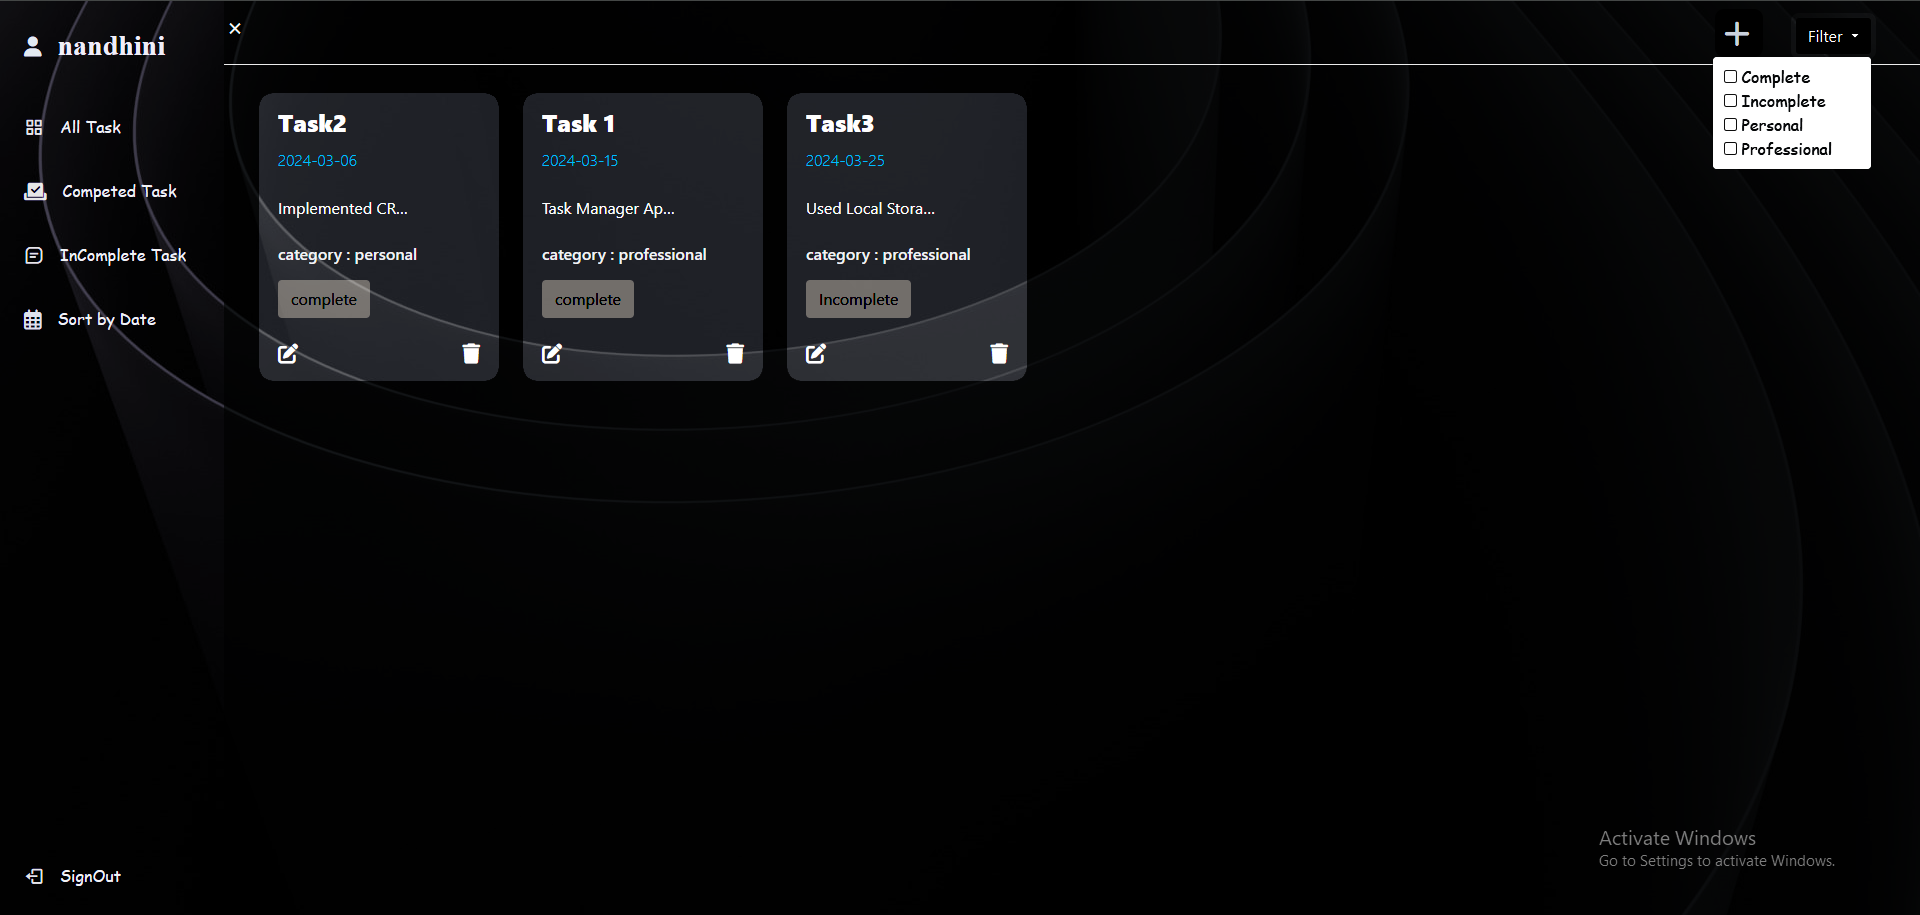 nandhini
All Task
Competed Task
InComplete Task
Sort by Date
SignOut
Filter
Complete
Incomplete
Personal
Professional
Task2
2024-03-06
Implemented CR...
category : personal
complete
Task 1
2024-03-15
Task Manager Ap...
category : professional
complete
Task3
2024-03-25
Used Local Stora...
category : professional
Incomplete
Activate Windows
Go to Settings to activate Windows.